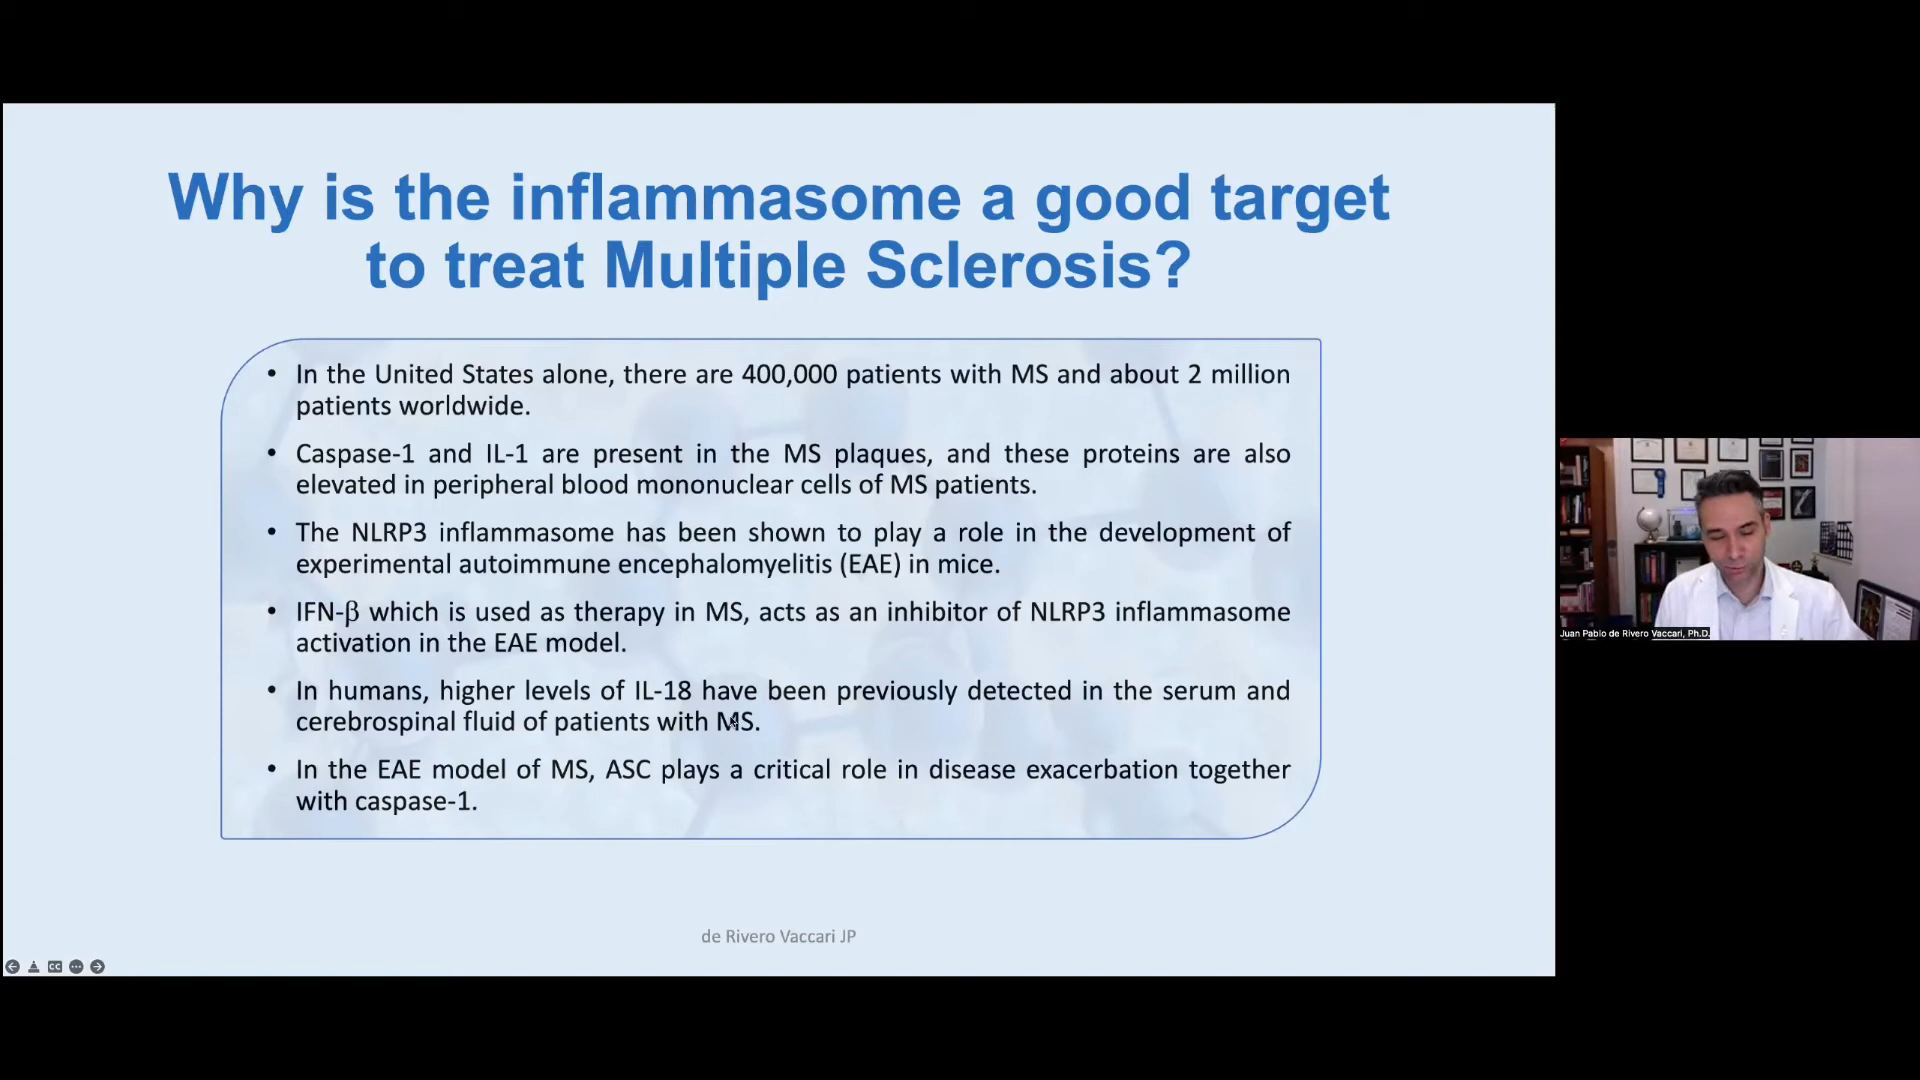 Why is the inflammasome a good target
to treat Multiple Sclerosis?
• In the United States alone, there are 400,000 patients with MS and about 2 million
patients worldwide.
• Caspase-1 and IL-1 are present in the MS plaques, and these proteins are also
elevated in peripheral blood mononuclear cells of MS patients.
• The NLRP3 inflammasome has been shown to play a role in the development of
experimental autoimmune encephalomyelitis (EAE) in mice.
• IFN-β which is used as therapy in MS, acts as an inhibitor of NLRP3 inflammasome
activation in the EAE model.
• In humans, higher levels of IL-18 have been previously detected in the serum and
cerebrospinal fluid of patients with MS.
• In the EAE model of MS, ASC plays a critical role in disease exacerbation together
with caspase-1.
de Rivero Vaccari JP
CC
Juan Pablo de Rivero Vaccari, Ph.D.